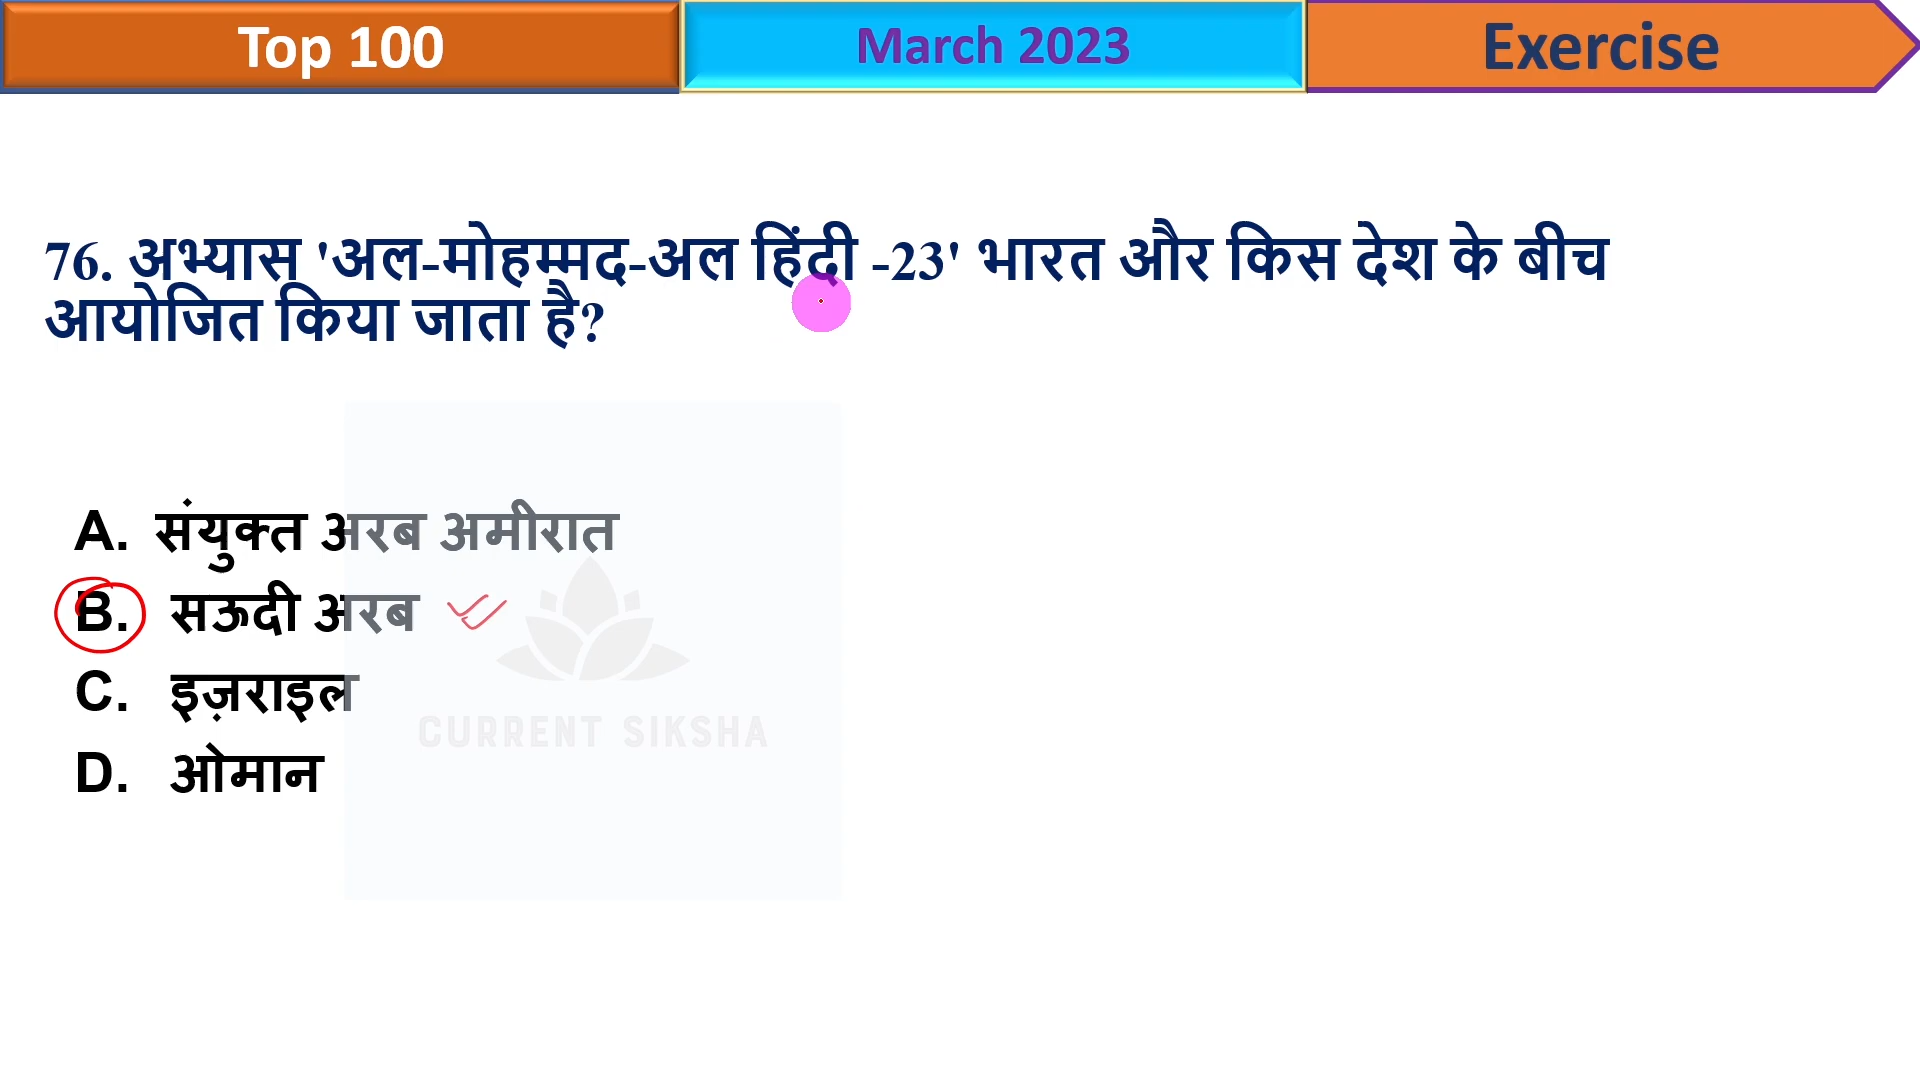 Top 100
March 2023
Exercise
76. अभ्यास 'अल-मोहम्मद-अल हिंदी -23' भारत और किस देश के बीच
आयोजित किया जाता है?
A. संयुक्त अरब अमीरात
B. सऊदी अरब
C. इज़राइल
D. ओमान
CURRENT SIKSHA